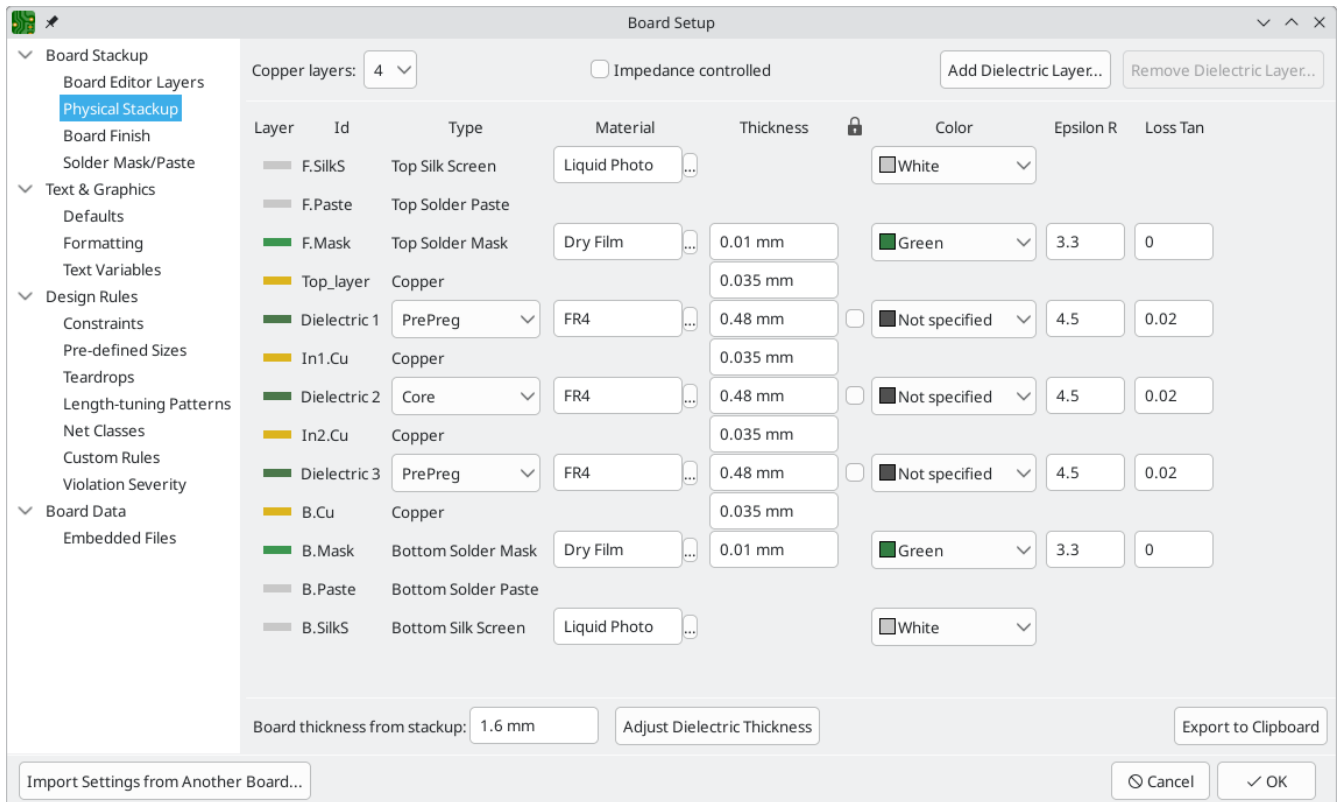 Board Setup
Board Stackup
Board Editor Layers
Physical Stackup
Board Finish
Solder Mask/Paste
Text & Graphics
Defaults
Formatting
Text Variables
Design Rules
Constraints
Pre-defined Sizes
Teardrops
Length-tuning Patterns
Net Classes
Custom Rules
Violation Severity
Board Data
Embedded Files
Copper layers: 4 Impedance controlled Add Dielectric Layer... Remove Dielectric Layer...
Layer Id Type Material Thickness Color Epsilon R Loss Tan
F.SilkS Top Silk Screen Liquid Photo ... White
F.Paste Top Solder Paste
F.Mask Top Solder Mask Dry Film ... 0.01 mm Green 3.3 0
Top_layer Copper 0.035 mm
Dielectric 1 PrePreg FR4 ... 0.48 mm Not specified 4.5 0.02
In1.Cu Copper 0.035 mm
Dielectric 2 Core FR4 ... 0.48 mm Not specified 4.5 0.02
In2.Cu Copper 0.035 mm
Dielectric 3 PrePreg FR4 ... 0.48 mm Not specified 4.5 0.02
B.Cu Copper 0.035 mm
B.Mask Bottom Solder Mask Dry Film ... 0.01 mm Green 3.3 0
B.Paste Bottom Solder Paste
B.SilkS Bottom Silk Screen Liquid Photo ... White
Board thickness from stackup: 1.6 mm Adjust Dielectric Thickness Export to Clipboard
Import Settings from Another Board... Cancel OK